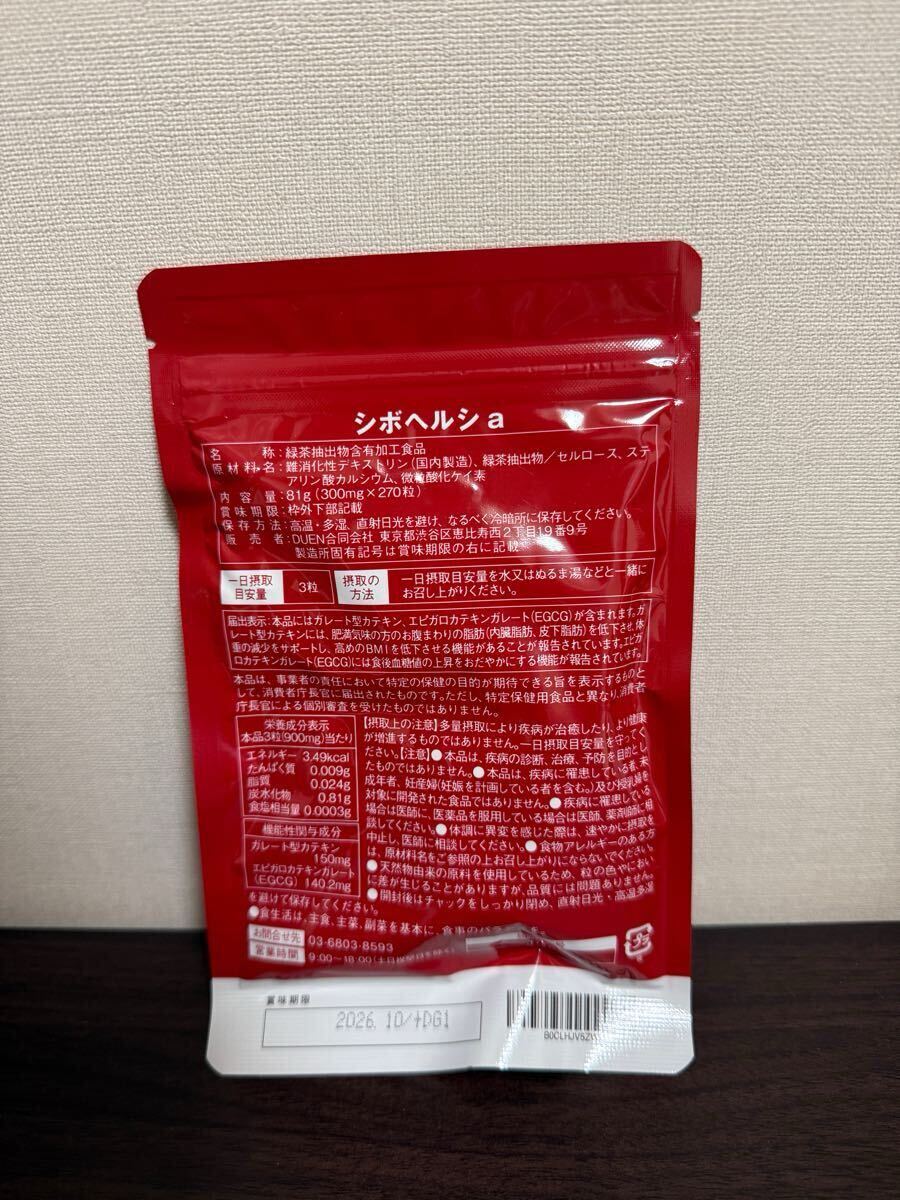 シボヘルシa
名称：緑茶抽出物含有加工食品
原材料名：難消化性デキストリン（国内製造）、緑茶抽出物／セルロース、ステ
アリン酸カルシウム、微粒酸化ケイ素
内容量：81g（300mg×270粒）
賞味期限：枠外下部記載
保存方法：高温・多湿、直射日光を避け、なるべく冷暗所に保存してください。
販売者：DUEN合同会社 東京都渋谷区恵比寿西2丁目19番9号
製造所固有記号は賞味期限の右に記載
一日摂取
目安量
3粒
摂取の
方法
一日摂取目安量を水又はぬるま湯などと一緒に
お召し上がりください。
届出表示：本品にはガレート型カテキン、エピガロカテキンガレート（EGCG）が含まれます。ガ
レート型カテキンには、肥満気味の方のお腹まわりの脂肪（内臓脂肪、皮下脂肪）を低下させ、体
重の減少をサポートし、高めのBMIを低下させる機能があることが報告されています。エピガ
ロカテキンガレート（EGCG）には食後血糖値の上昇をおだやかにする機能が報告されています。
本品は、事業者の責任において特定の保健の目的が期待できる旨を表示するものと
して、消費者庁長官に届出されたものです。ただし、特定保健用食品と異なり、消費者
庁長官による個別審査を受けたものではありません。
栄養成分表示
本品3粒（900mg）当たり
エネルギー 3.49kcal
たんぱく質 0.009g
脂質 0.024g
炭水化物 0.81g
食塩相当量 0.0003g
機能性関与成分
ガレート型カテキン
150mg
エピガロカテキンガレート
（EGCG） 140.2mg
【摂取上の注意】多量摂取により疾病が治癒したり、より健康
が増進するものではありません。一日摂取目安量を守ってく
ださい。【注意】●本品は、疾病の診断、治療、予防を目的とし
たものではありません。●本品は、疾病に罹患している者、未
成年者、妊産婦（妊娠を計画している者を含む。）及び授乳婦を
対象に開発された食品ではありません。●疾病に罹患している
場合は医師に、医薬品を服用している場合は医師、薬剤師に相
談してください。●体調に異変を感じた際は、速やかに摂取を
中止し、医師に相談してください。●食物アレルギーのある方
は、原材料名をご参照の上お召し上がりにならないでください。
●天然物由来の原料を使用しているため、粒の色やにおい
に差が生じることがありますが、品質には問題ありません。
●開封後はチャックをしっかり閉め、直射日光・高温多湿
を避けて保存してください。
●食生活は、主食、主菜、副菜を基本に、食事のバランスを。
お問合せ先 03-6803-8593
営業時間 9:00~18:00
プラ
賞味期限
2026.10/+DG1